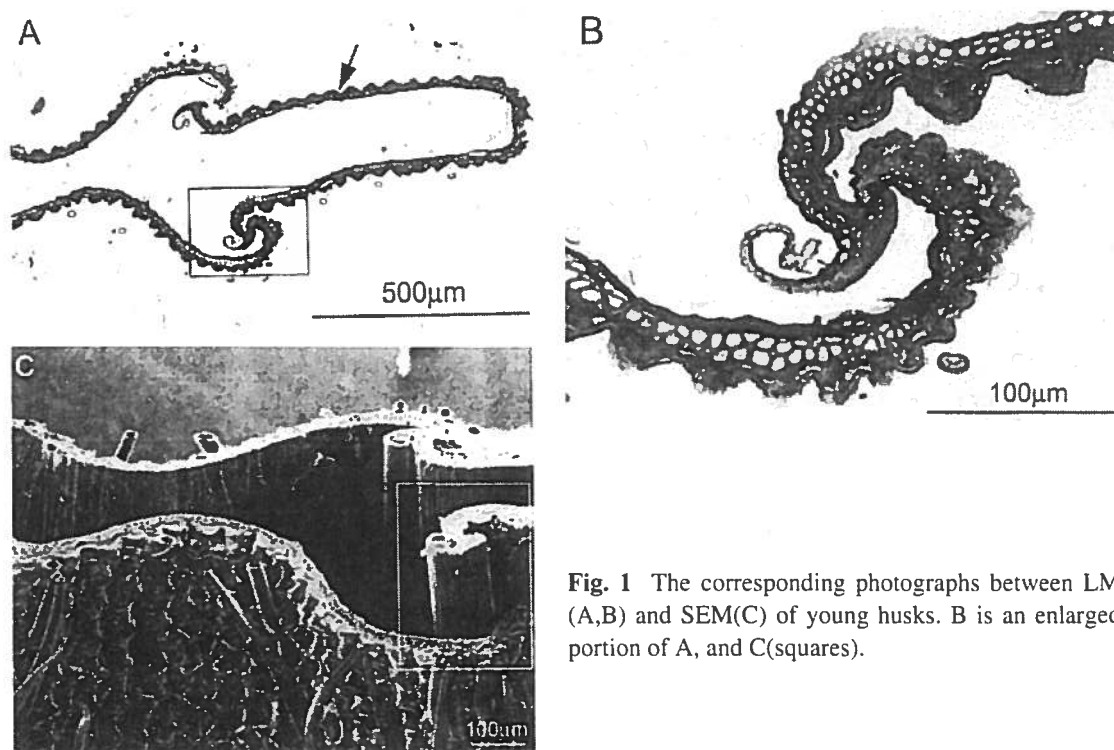 A
500μm
B
100μm
C
100μm
Fig. 1 The corresponding photographs between LM
(A,B) and SEM(C) of young husks. B is an enlarged
portion of A, and C(squares).